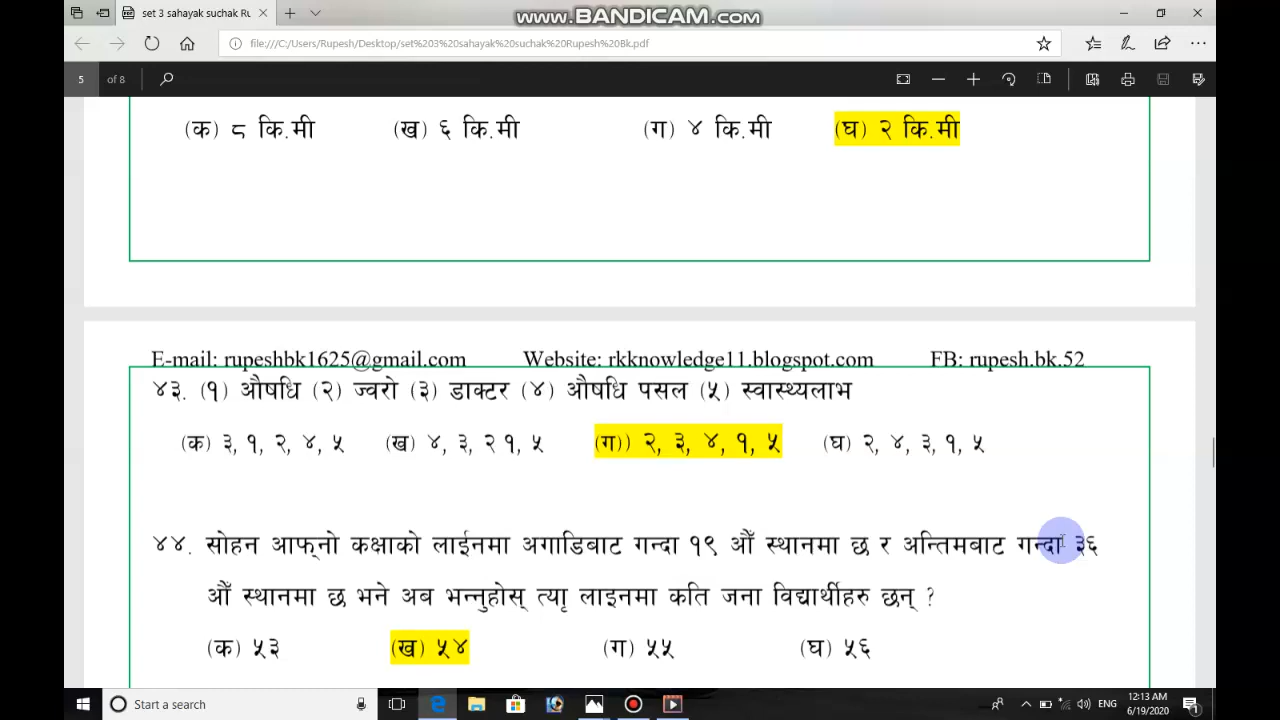 www.BANDICAM.com
set 3 sahayak suchak Ru
file:///C:/Users/Rupesh/Desktop/set%203%20sahayak%20suchak%20Rupesh%20Bk.pdf
5 of 8
(क) ८ कि.मी (ख) ६ कि.मी (ग) ४ कि.मी (घ) २ कि.मी
E-mail: rupeshbk1625@gmail.com Website: rkknowledge11.blogspot.com FB: rupesh.bk.52
४३. (१) औषधि (२) ज्वरो (३) डाक्टर (४) औषधि पसल (५) स्वास्थ्यलाभ
(क) ३, १, २, ४, ५ (ख) ४, ३, २ १, ५ (ग)) २, ३, ४, १, ५ (घ) २, ४, ३, १, ५
४४. सोहन आफ्नो कक्षाको लाईनमा अगाडिबाट गन्दा १९ औँ स्थानमा छ र अन्तिमबाट गन्दा ३६
औँ स्थानमा छ भने अब भन्नुहोस् त्यृ लाइनमा कति जना विद्यार्थीहरु छन् ?
(क) ५३ (ख) ५४ (ग) ५५ (घ) ५६
Start a search
ENG
12:13 AM
6/19/2020